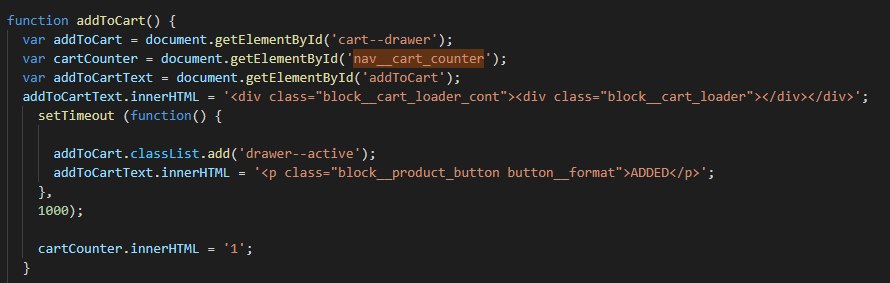 function addToCart() {
var addToCart = document.getElementById('cart--drawer');
var cartCounter = document.getElementById('nav__cart_counter');
var addToCartText = document.getElementById('addToCart');
addToCartText.innerHTML = '<div class="block__cart_loader_cont"><div class="block__cart_loader"></div></div>';
setTimeout (function() {
addToCart.classList.add('drawer--active');
addToCartText.innerHTML = '<p class="block__product_button button__format">ADDED</p>';
},
1000);
cartCounter.innerHTML = '1';
}